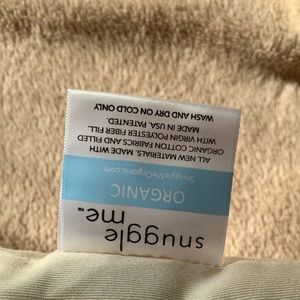 snuggle
me.
ORGANIC
SnuggleMeOrganic.com
ALL NEW MATERIALS. MADE WITH
ORGANIC COTTON FABRICS AND FILLED
WITH VIRGIN POLYESTER FIBER FILL.
MADE IN USA. PATENTED.
WASH AND DRY ON COLD ONLY